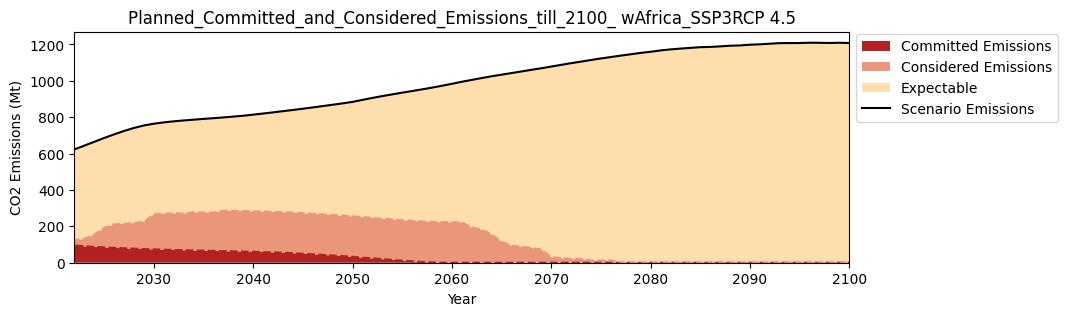 Planned_Committed_and_Considered_Emissions_till_2100_ wAfrica_SSP3RCP 4.5
CO2 Emissions (Mt)
1200
1000
800
600
400
200
0
2030 2040 2050 2060 2070 2080 2090 2100
Year
Committed Emissions
Considered Emissions
Expectable
Scenario Emissions